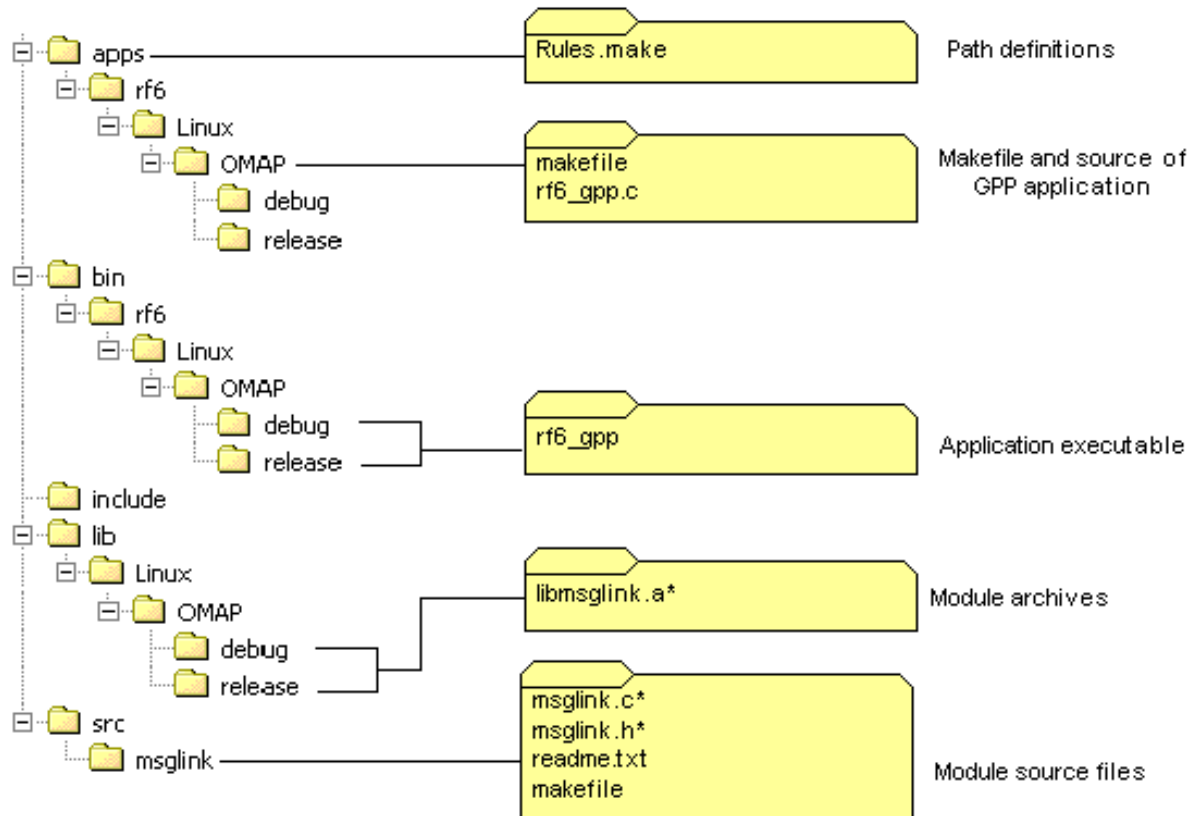 apps
Rules.make
Path definitions
rf6
Linux
OMAP
makefile
rf6_gpp.c
Makefile and source of
GPP application
debug
release
bin
rf6
Linux
OMAP
debug
release
rf6_gpp
Application executable
include
lib
Linux
OMAP
debug
release
libmsglink.a*
Module archives
src
msglink
msglink.c*
msglink.h*
readme.txt
makefile
Module source files